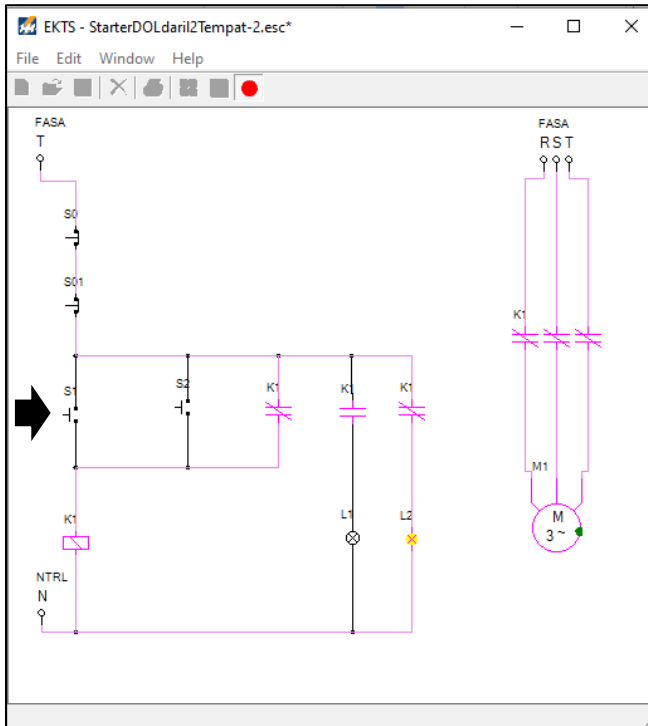 EKTS - StarterDOLdariI2Tempat-2.esc*
File Edit Window Help
FASA
T
S0
S01
S1
S2
K1
K1
K1
K1
L1
L2
NTRL
N
FASA
R S T
K1
M1
M
3 ~